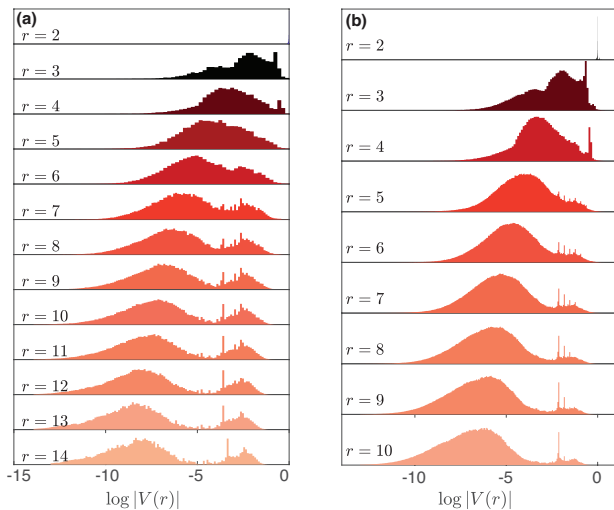 (a)
r = 2
r = 3
r = 4
r = 5
r = 6
r = 7
r = 8
r = 9
r = 10
r = 11
r = 12
r = 13
r = 14
-15 -10 -5 0
log |V(r)|
(b)
r = 2
r = 3
r = 4
r = 5
r = 6
r = 7
r = 8
r = 9
r = 10
-10 -5 0
log |V(r)|